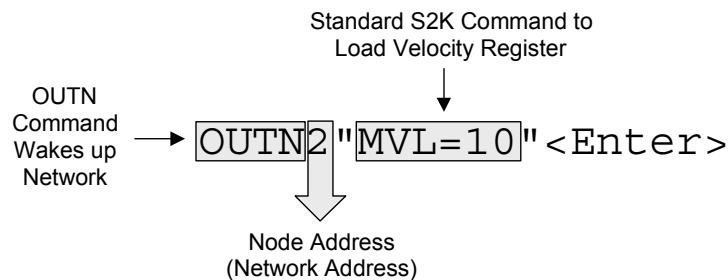 Standard S2K Command to
Load Velocity Register
OUTN
Command
Wakes up
Network
OUTN2"MVL=10"<Enter>
Node Address
(Network Address)